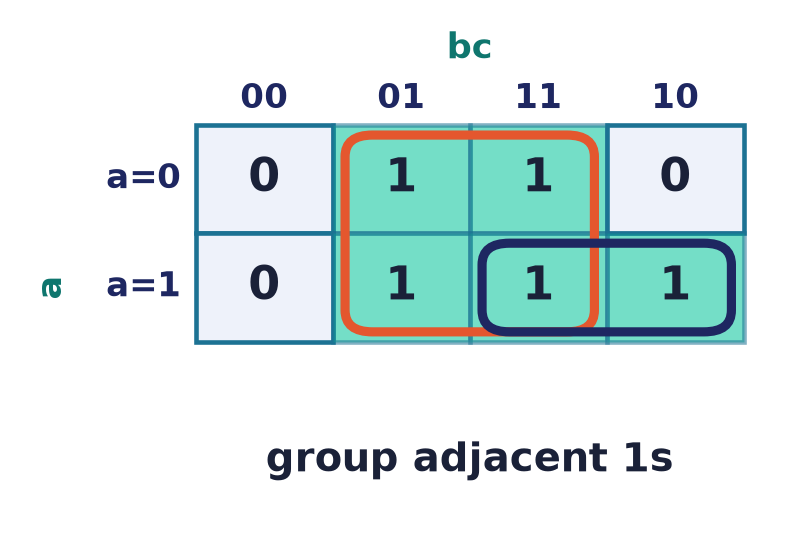 bc
00 01 11 10
a=0 0 1 1 0
a a=1 0 1 1 1
group adjacent 1s